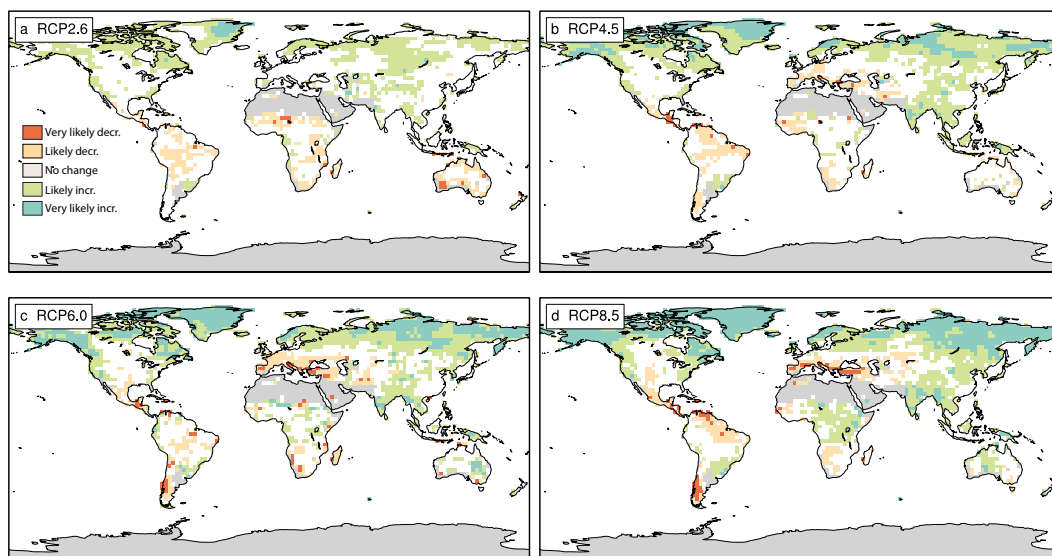 a RCP2.6
b RCP4.5
Very likely decr.
Likely decr.
No change
Likely incr.
Very likely incr.
c RCP6.0
d RCP8.5